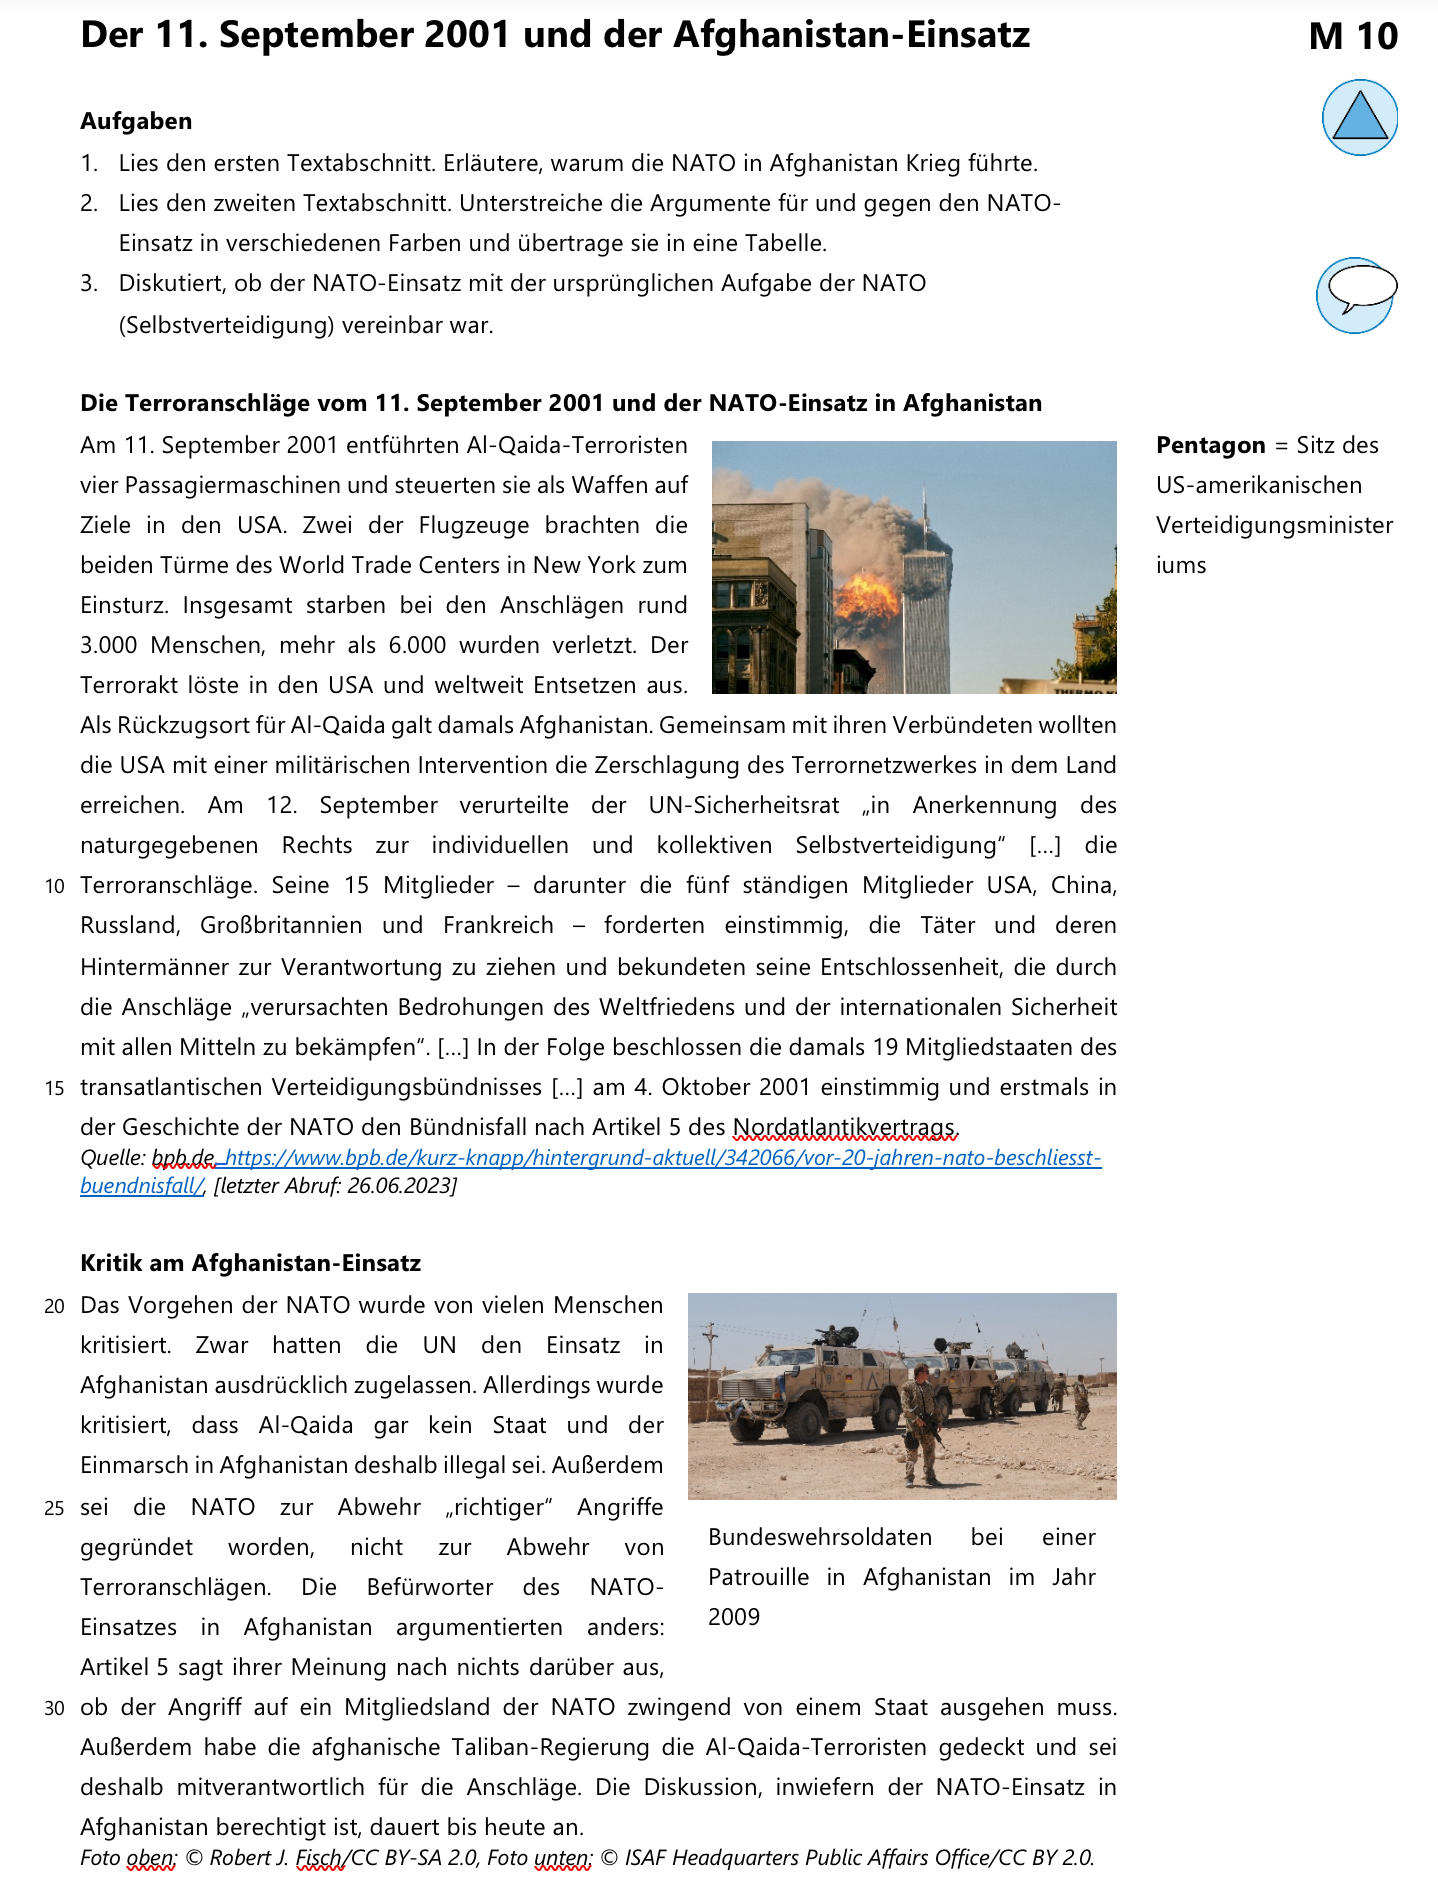 Der 11. September 2001 und der Afghanistan-Einsatz
M 10
Aufgaben
1. Lies den ersten Textabschnitt. Erläutere, warum die NATO in Afghanistan Krieg führte.
2. Lies den zweiten Textabschnitt. Unterstreiche die Argumente für und gegen den NATO-
Einsatz in verschiedenen Farben und übertrage sie in eine Tabelle.
3. Diskutiert, ob der NATO-Einsatz mit der ursprünglichen Aufgabe der NATO
(Selbstverteidigung) vereinbar war.
Die Terroranschläge vom 11. September 2001 und der NATO-Einsatz in Afghanistan
Am 11. September 2001 entführten Al-Qaida-Terroristen
vier Passagiermaschinen und steuerten sie als Waffen auf
Ziele in den USA. Zwei der Flugzeuge brachten die
beiden Türme des World Trade Centers in New York zum
Einsturz. Insgesamt starben bei den Anschlägen rund
3.000 Menschen, mehr als 6.000 wurden verletzt. Der
Terrorakt löste in den USA und weltweit Entsetzen aus.
Als Rückzugsort für Al-Qaida galt damals Afghanistan. Gemeinsam mit ihren Verbündeten wollten
die USA mit einer militärischen Intervention die Zerschlagung des Terrornetzwerkes in dem Land
erreichen. Am 12. September verurteilte der UN-Sicherheitsrat „in Anerkennung des
naturgegebenen Rechts zur individuellen und kollektiven Selbstverteidigung“ [...] die
10 Terroranschläge. Seine 15 Mitglieder – darunter die fünf ständigen Mitglieder USA, China,
Russland, Großbritannien und Frankreich – forderten einstimmig, die Täter und deren
Hintermänner zur Verantwortung zu ziehen und bekundeten seine Entschlossenheit, die durch
die Anschläge „verursachten Bedrohungen des Weltfriedens und der internationalen Sicherheit
mit allen Mitteln zu bekämpfen“. [...] In der Folge beschlossen die damals 19 Mitgliedstaaten des
15 transatlantischen Verteidigungsbündnisses [...] am 4. Oktober 2001 einstimmig und erstmals in
der Geschichte der NATO den Bündnisfall nach Artikel 5 des Nordatlantikvertrags.
Quelle: bpb.de, https://www.bpb.de/kurz-knapp/hintergrund-aktuell/342066/vor-20-jahren-nato-beschliesst-
buendnisfall/, [letzter Abruf: 26.06.2023]
Pentagon = Sitz des
US-amerikanischen
Verteidigungsminister
iums
Kritik am Afghanistan-Einsatz
20 Das Vorgehen der NATO wurde von vielen Menschen
kritisiert. Zwar hatten die UN den Einsatz in
Afghanistan ausdrücklich zugelassen. Allerdings wurde
kritisiert, dass Al-Qaida gar kein Staat und der
Einmarsch in Afghanistan deshalb illegal sei. Außerdem
25 sei die NATO zur Abwehr „richtiger“ Angriffe
gegründet worden, nicht zur Abwehr von
Terroranschlägen. Die Befürworter des NATO-
Einsatzes in Afghanistan argumentierten anders:
Artikel 5 sagt ihrer Meinung nach nichts darüber aus,
30 ob der Angriff auf ein Mitgliedsland der NATO zwingend von einem Staat ausgehen muss.
Außerdem habe die afghanische Taliban-Regierung die Al-Qaida-Terroristen gedeckt und sei
deshalb mitverantwortlich für die Anschläge. Die Diskussion, inwiefern der NATO-Einsatz in
Afghanistan berechtigt ist, dauert bis heute an.
Bundeswehrsoldaten bei einer
Patrouille in Afghanistan im Jahr
2009
Foto oben: © Robert J. Fisch/CC BY-SA 2.0, Foto unten: © ISAF Headquarters Public Affairs Office/CC BY 2.0.